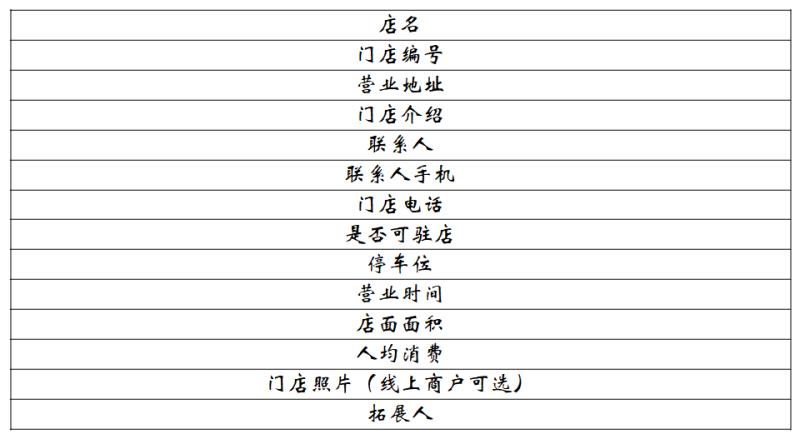 店名
门店编号
营业地址
门店介绍
联系人
联系人手机
门店电话
是否可驻店
停车位
营业时间
店面面积
人均消费
门店照片（线上商户可选）
拓展人